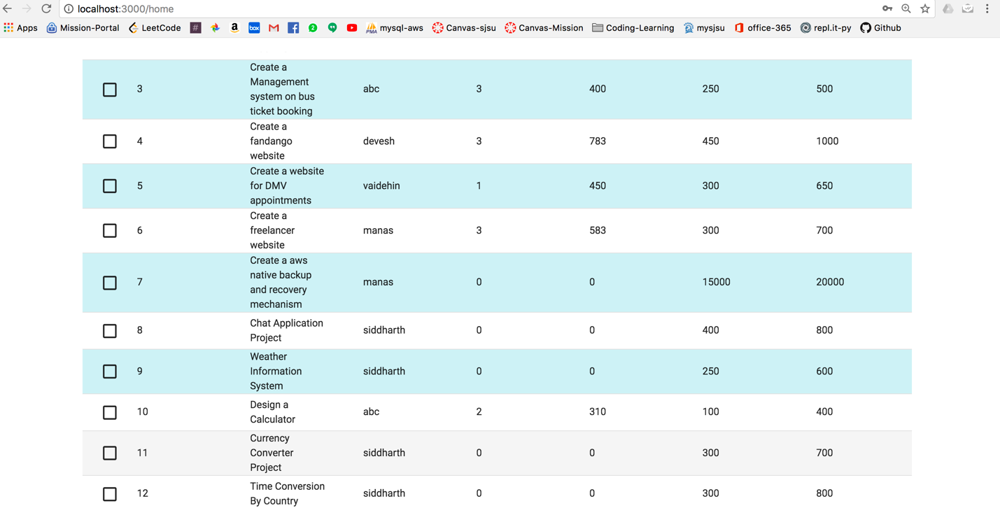 localhost:3000/home
Apps Mission-Portal LeetCode # a box M f 2 PMA mysql-aws Canvas-sjsu Canvas-Mission Coding-Learning mysjsu office-365 repl.it-py Github
Create a
Management
3 system on bus abc 3 400 250 500
ticket booking
Create a
4 fandango devesh 3 783 450 1000
website
Create a website
5 for DMV vaidehin 1 450 300 650
appointments
Create a
6 freelancer manas 3 583 300 700
website
Create a aws
7 native backup manas 0 0 15000 20000
and recovery
mechanism
8 Chat Application siddharth 0 0 400 800
Project
Weather
9 Information siddharth 0 0 250 600
System
10 Design a abc 2 310 100 400
Calculator
Currency
11 Converter siddharth 0 0 300 700
Project
12 Time Conversion siddharth 0 0 300 800
By Country